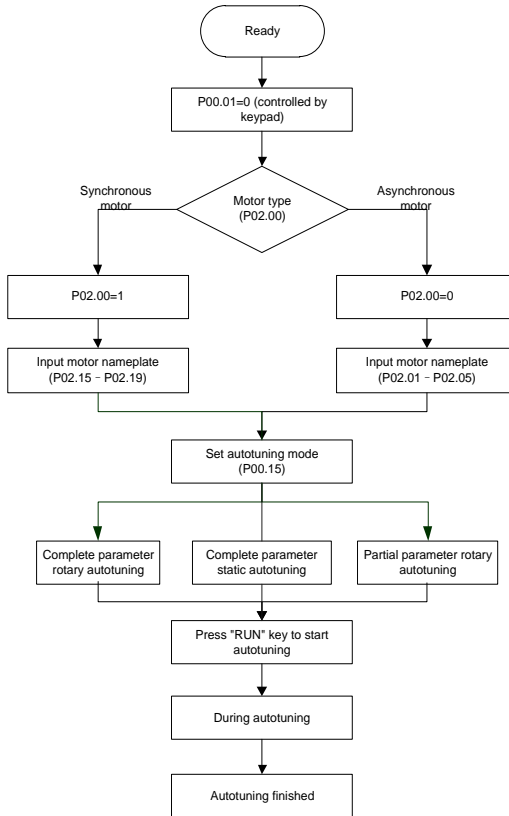 Ready
P00.01=0 (controlled by
keypad)
Synchronous
motor
Motor type
(P02.00)
Asynchronous
motor
P02.00=1
P02.00=0
Input motor nameplate
(P02.15－P02.19)
Input motor nameplate
(P02.01－P02.05)
Set autotuning mode
(P00.15)
Complete parameter
rotary autotuning
Complete parameter
static autotuning
Partial parameter rotary
autotuning
Press "RUN" key to start
autotuning
During autotuning
Autotuning finished